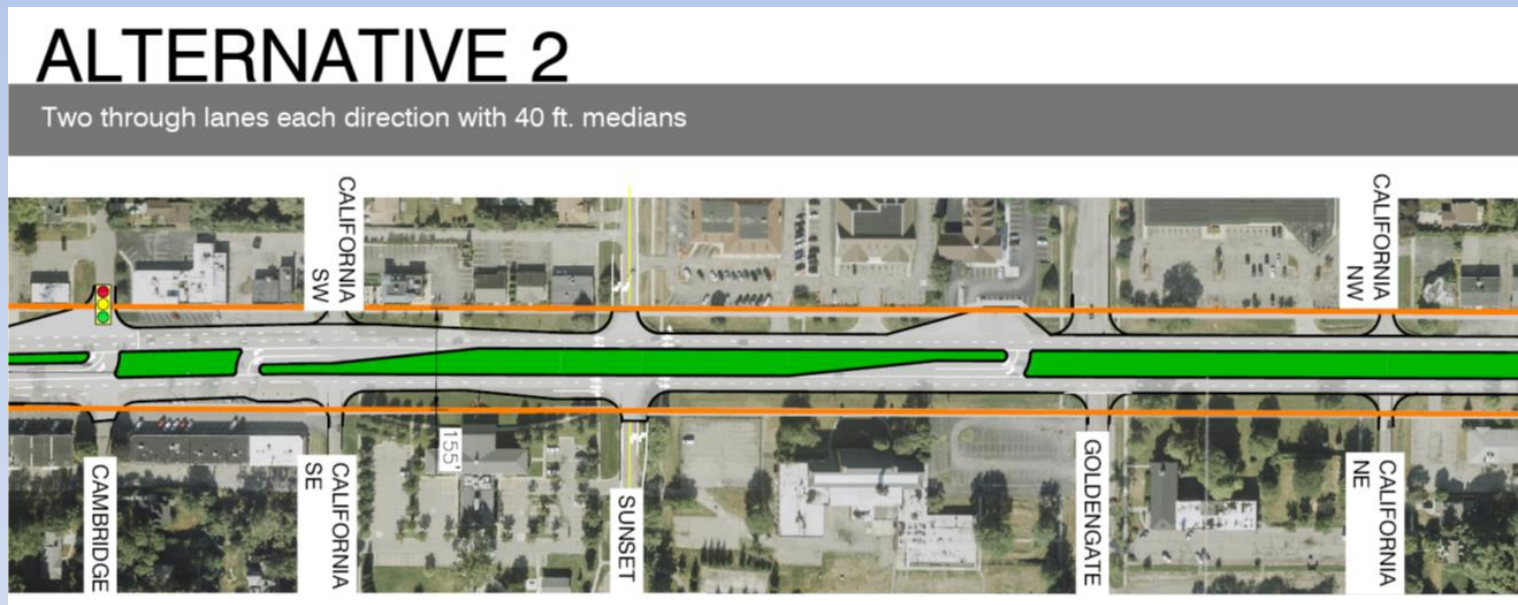 ALTERNATIVE 2
Two through lanes each direction with 40 ft. medians
CALIFORNIA
SW
CALIFORNIA
NW
155'
CAMBRIDGE
CALIFORNIA
SE
SUNSET
GOLDENGATE
CALIFORNIA
NE